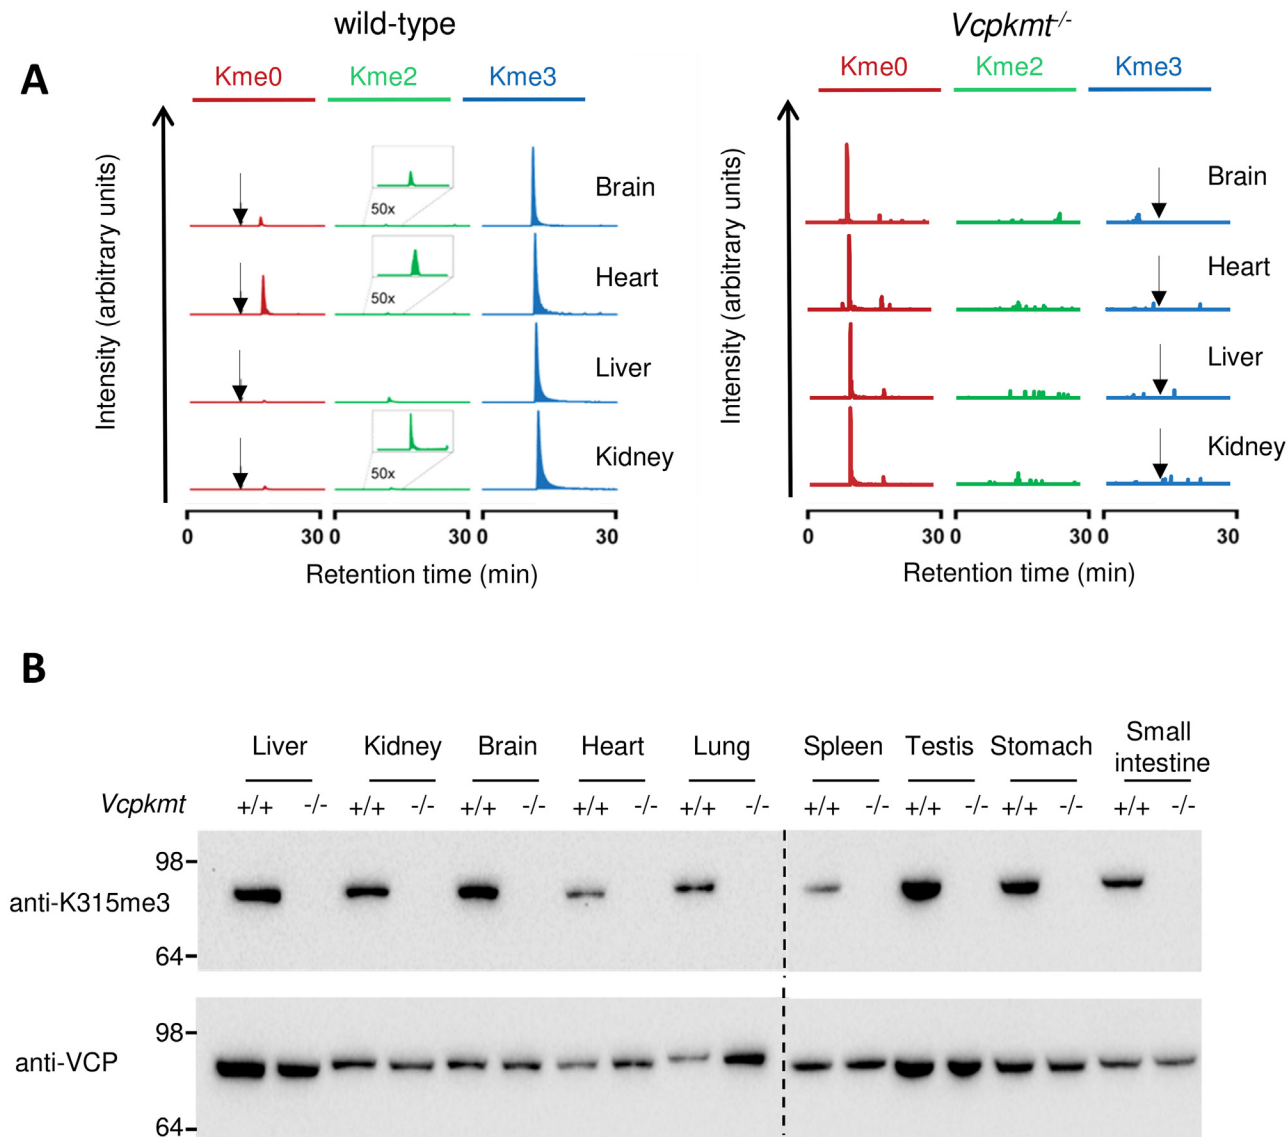 A
wild-type
Vcpkmt-/-
Kme0 Kme2 Kme3
Kme0 Kme2 Kme3
Intensity (arbitrary units)
50x
Brain
50x
Heart
Liver
50x
Kidney
0 30 0 30 0 30
Retention time (min)
Intensity (arbitrary units)
Brain
Heart
Liver
Kidney
0 30 0 30 0 30
Retention time (min)
B
Liver Kidney Brain Heart Lung Spleen Testis Stomach Small
intestine
Vcpkmt +/+ -/- +/+ -/- +/+ -/- +/+ -/- +/+ -/- +/+ -/- +/+ -/- +/+ -/- +/+ -/-
98
anti-K315me3
64
98
anti-VCP
64